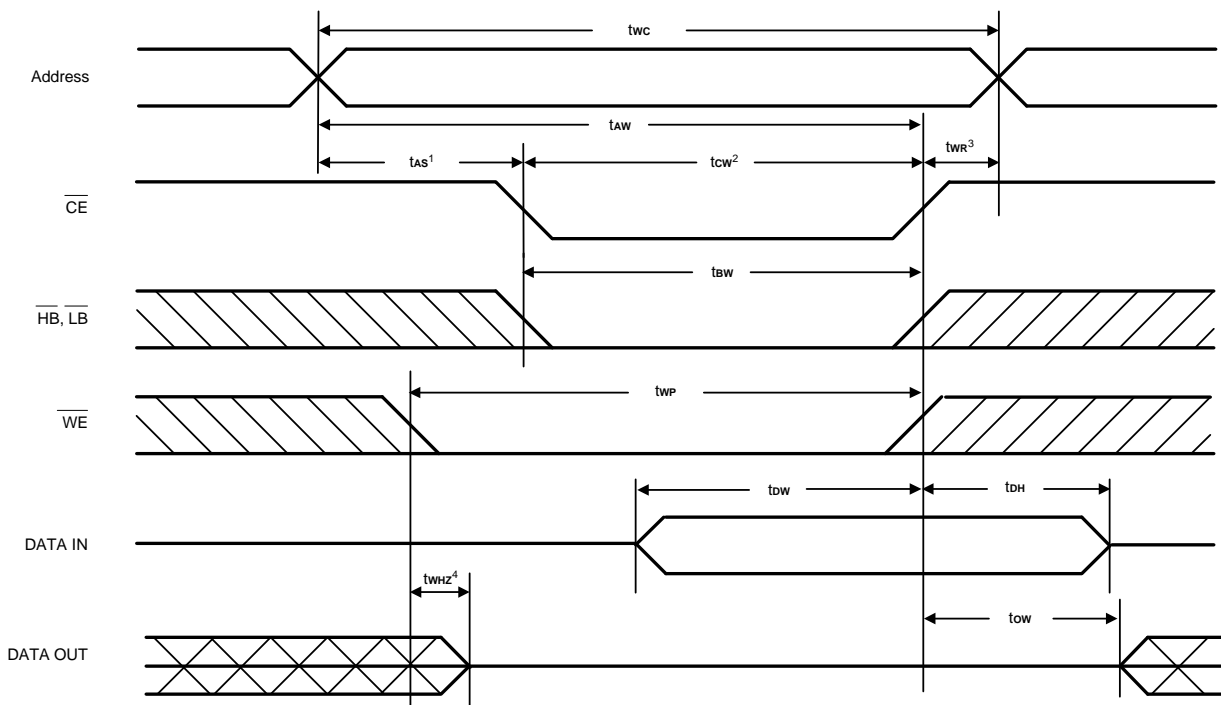 twc
Address
tAW
tAS¹ tCW² tWR³
CE
tBW
HB, LB
tWP
WE
tDW tDH
DATA IN
tWHZ⁴
tOW
DATA OUT